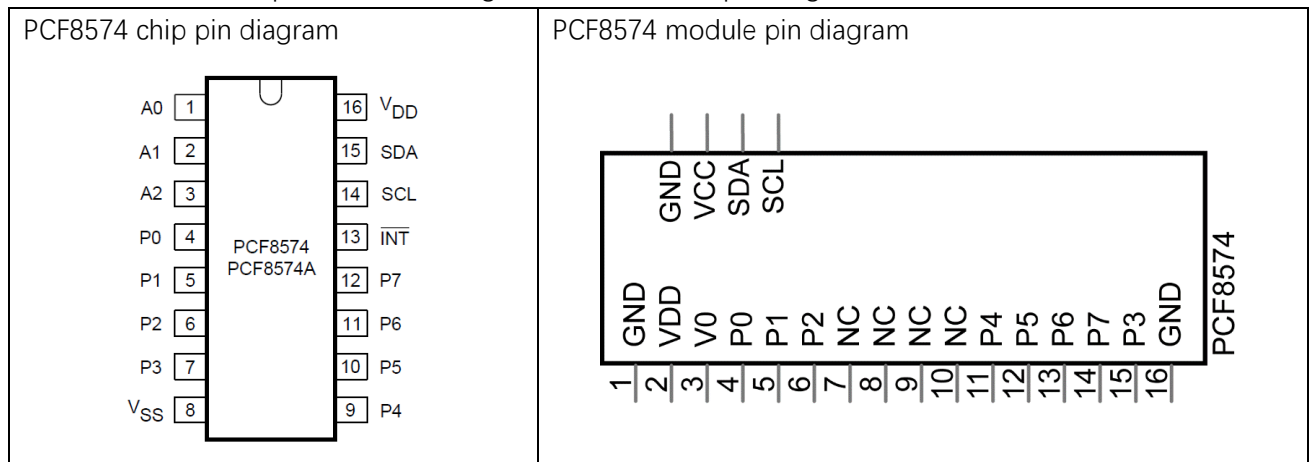 PCF8574 chip pin diagram
A0 1 16 VDD
A1 2 15 SDA
A2 3 14 SCL
P0 4 13 INT
P1 5 12 P7
P2 6 11 P6
P3 7 10 P5
VSS 8 9 P4
PCF8574
PCF8574A
PCF8574 module pin diagram
GND VCC SDA SCL
GND VDD V0 P0 P1 P2 NC NC NC NC P4 P5 P6 P7 P3 GND
1 2 3 4 5 6 7 8 9 10 11 12 13 14 15 16
PCF8574